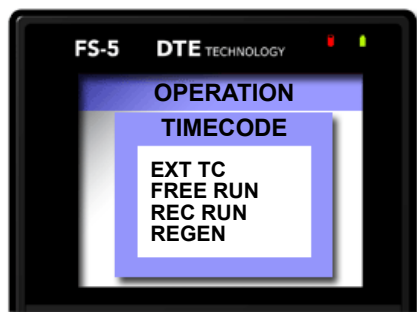 FS-5 DTE TECHNOLOGY
OPERATION
TIMECODE
EXT TC
FREE RUN
REC RUN
REGEN